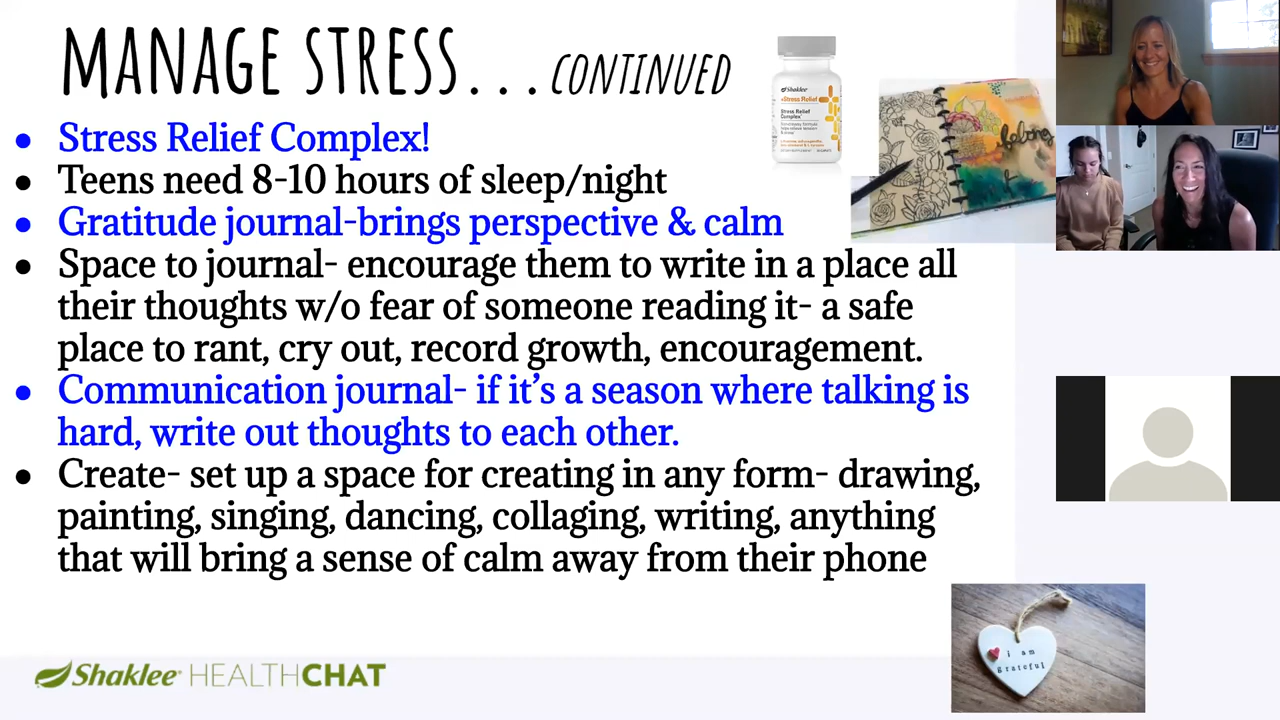 MANAGE STRESS...CONTINUED
• Stress Relief Complex!
• Teens need 8-10 hours of sleep/night
• Gratitude journal-brings perspective & calm
• Space to journal- encourage them to write in a place all
their thoughts w/o fear of someone reading it- a safe
place to rant, cry out, record growth, encouragement.
• Communication journal- if it’s a season where talking is
hard, write out thoughts to each other.
• Create- set up a space for creating in any form- drawing,
painting, singing, dancing, collaging, writing, anything
that will bring a sense of calm away from their phone
Shaklee
Stress Relief
Stress Relief
Complex
belong
i am
grateful
Shaklee HEALTHCHAT